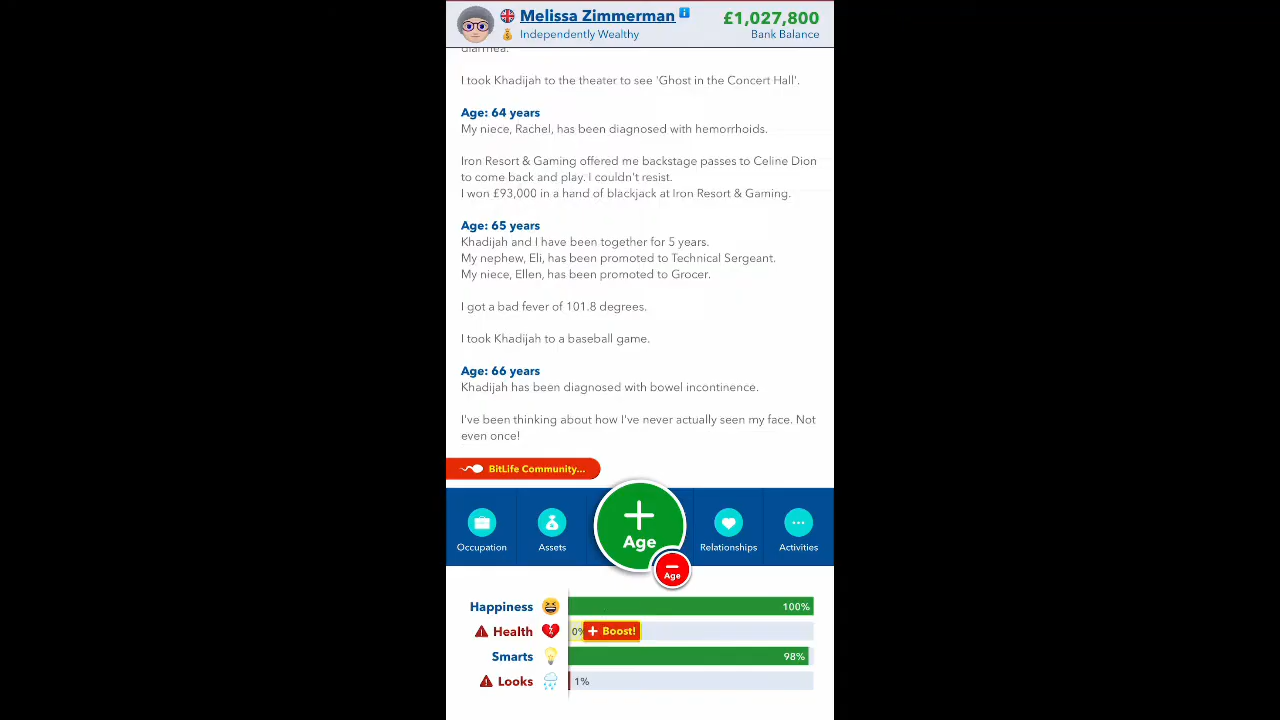 Melissa Zimmerman i £1,027,800
Independently Wealthy Bank Balance
diarrhea.
I took Khadijah to the theater to see 'Ghost in the Concert Hall'.
Age: 64 years
My niece, Rachel, has been diagnosed with hemorrhoids.
Iron Resort & Gaming offered me backstage passes to Celine Dion
to come back and play. I couldn't resist.
I won £93,000 in a hand of blackjack at Iron Resort & Gaming.
Age: 65 years
Khadijah and I have been together for 5 years.
My nephew, Eli, has been promoted to Technical Sergeant.
My niece, Ellen, has been promoted to Grocer.
I got a bad fever of 101.8 degrees.
I took Khadijah to a baseball game.
Age: 66 years
Khadijah has been diagnosed with bowel incontinence.
I've been thinking about how I've never actually seen my face. Not
even once!
BitLife Community...
Occupation Assets Age Relationships Activities
Age
Happiness 100%
Health 0% Boost!
Smarts 98%
Looks 1%